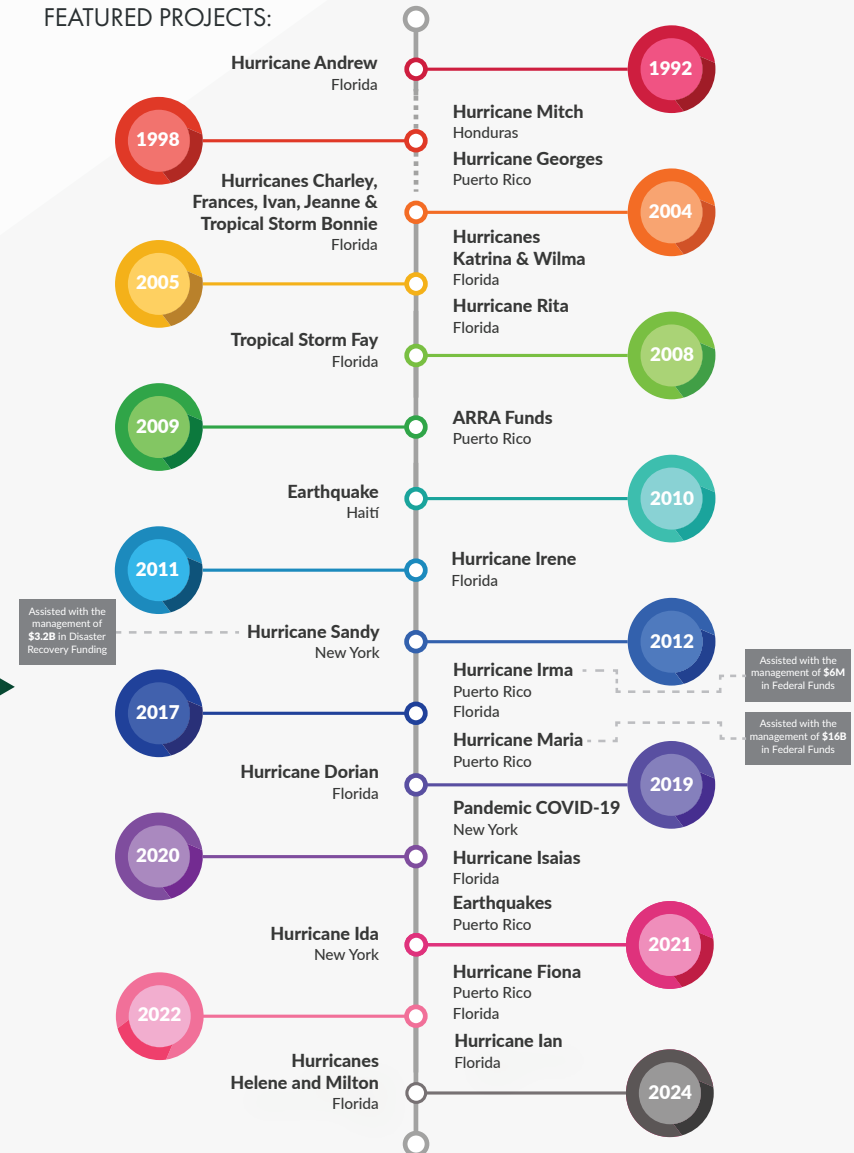 FEATURED PROJECTS:
Hurricane Andrew
Florida
1992
1998
Hurricane Mitch
Honduras
Hurricane Georges
Puerto Rico
Hurricanes Charley,
Frances, Ivan, Jeanne &
Tropical Storm Bonnie
Florida
2004
2005
Hurricanes
Katrina & Wilma
Florida
Hurricane Rita
Florida
Tropical Storm Fay
Florida
2008
2009
ARRA Funds
Puerto Rico
Earthquake
Haití
2010
2011
Hurricane Irene
Florida
Assisted with the
management of
$3.2B in Disaster
Recovery Funding
Hurricane Sandy
New York
2012
2017
Hurricane Irma
Puerto Rico
Florida
Assisted with the
management of $6M
in Federal Funds
Hurricane Maria
Puerto Rico
Assisted with the
management of $16B
in Federal Funds
Hurricane Dorian
Florida
2019
2020
Pandemic COVID-19
New York
Hurricane Isaias
Florida
Earthquakes
Puerto Rico
Hurricane Ida
New York
2021
2022
Hurricane Fiona
Puerto Rico
Florida
Hurricane Ian
Florida
Hurricanes
Helene and Milton
Florida
2024